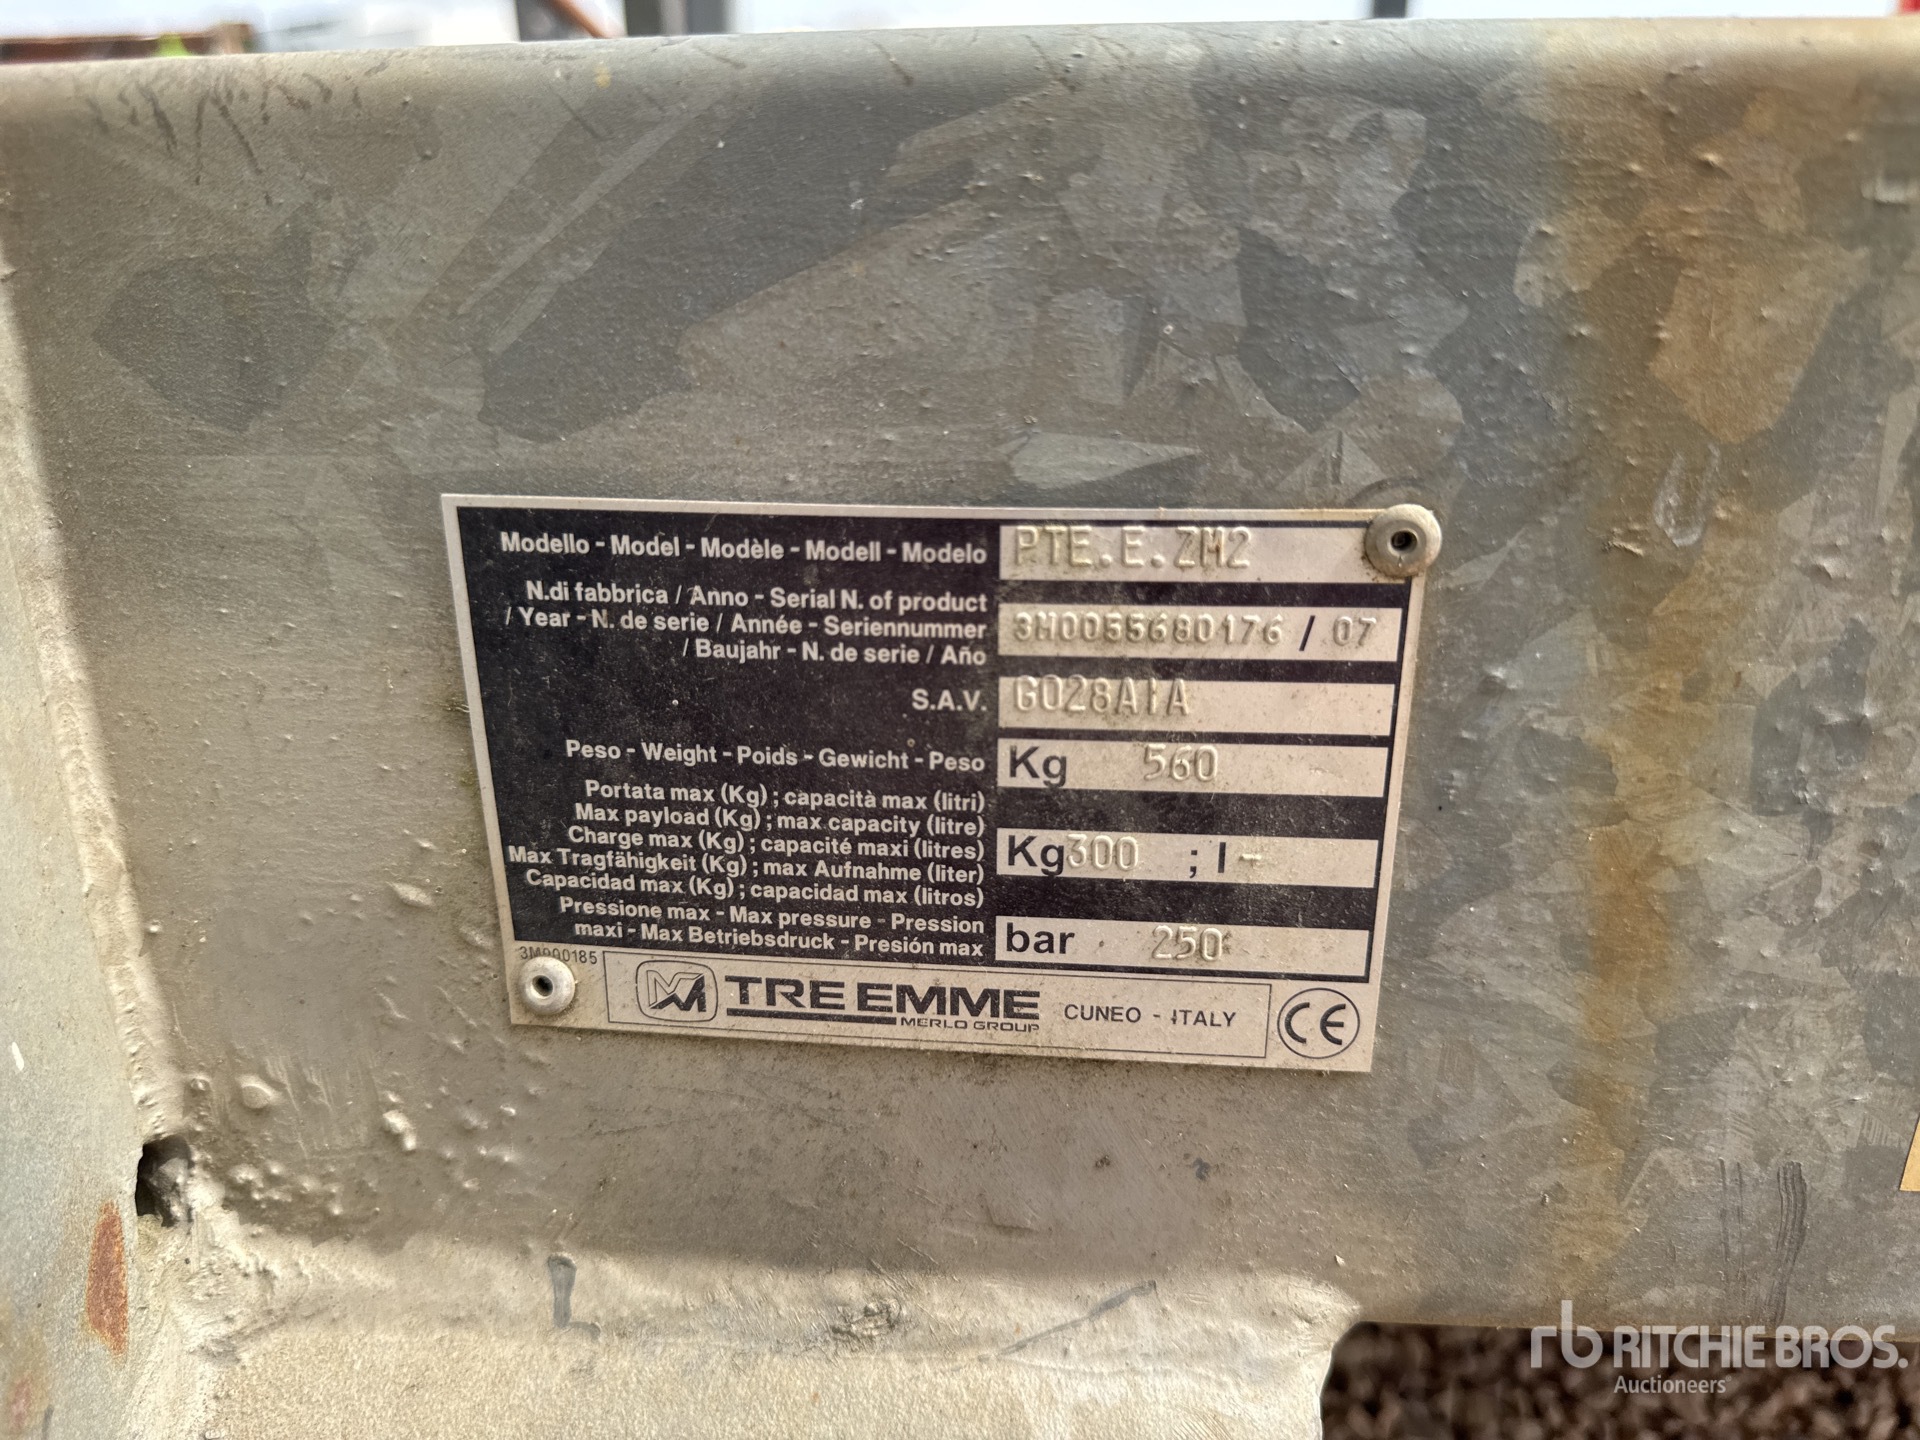 Modello - Model - Modèle - Modell - Modelo PTE.E.ZM2
N.di fabbrica / Anno - Serial N. of product
/ Year - N. de serie / Année - Seriennummer 3M0055680176 / 07
/ Baujahr - N. de serie / Año
S.A.V. G028A1A
Peso - Weight - Poids - Gewicht - Peso Kg 560
Portata max (Kg) ; capacità max (litri)
Max payload (Kg) ; max capacity (litre)
Charge max (Kg) ; capacité maxi (litres) Kg 300 ; l -
Max Tragfähigkeit (Kg) ; max Aufnahme (liter)
Capacidad max (Kg) ; capacidad max (litros)
Pressione max - Max pressure - Pression
maxi - Max Betriebsdruck - Presión max bar 250
3M000185
TRE EMME
MERLO GROUP
CUNEO - ITALY
CE
rb RITCHIE BROS.
Auctioneers